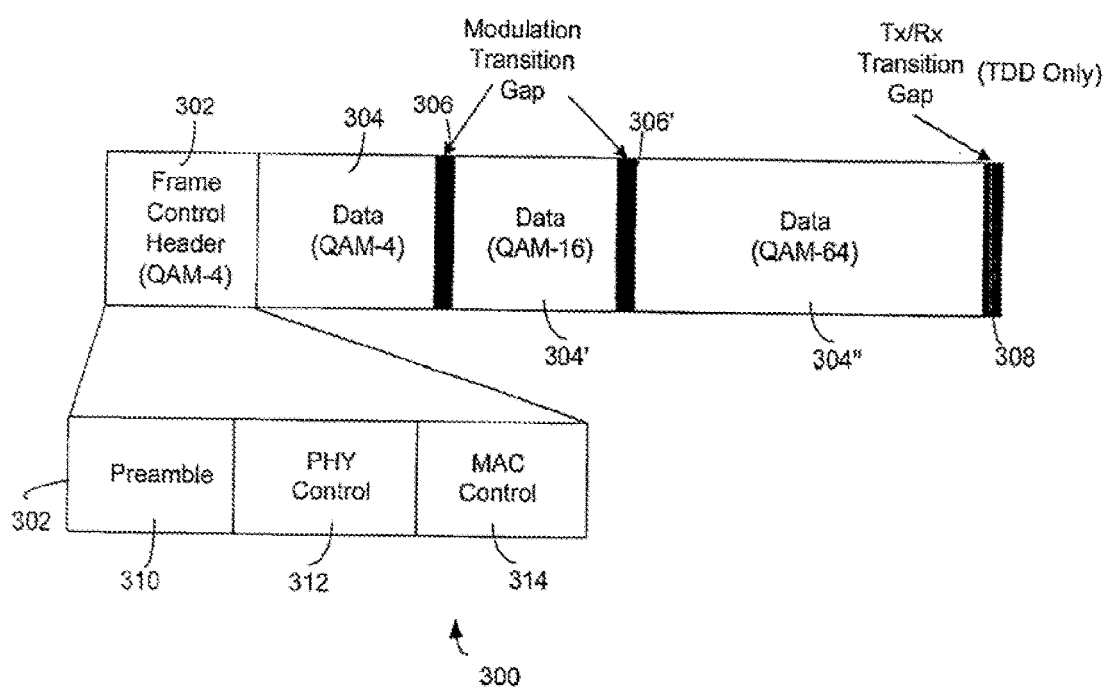 Modulation
Transition
Gap
Tx/Rx
Transition (TDD Only)
Gap
302
304
306
306'
Frame
Control
Header
(QAM-4)
Data
(QAM-4)
Data
(QAM-16)
Data
(QAM-64)
304'
304"
308
Preamble
PHY
Control
MAC
Control
302
310
312
314
300